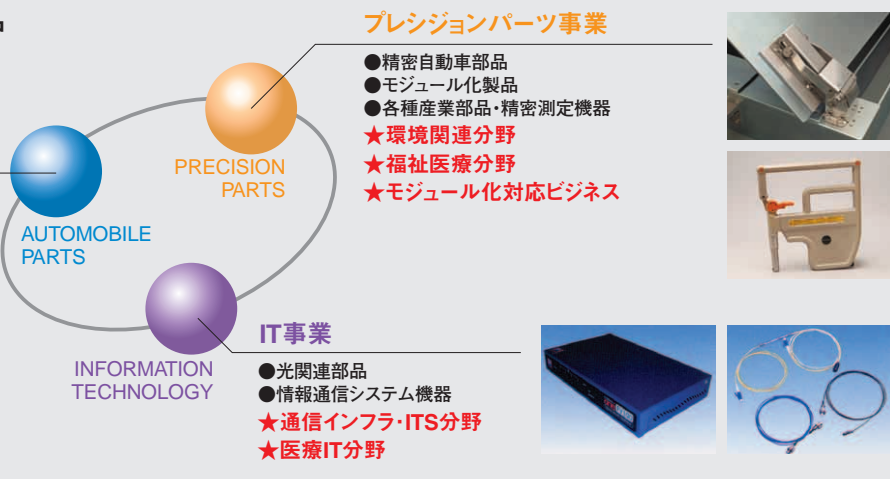 プレシジョンパーツ事業
●精密自動車部品
●モジュール化製品
●各種産業部品・精密測定機器
★環境関連分野
★福祉医療分野
★モジュール化対応ビジネス
PRECISION
PARTS
AUTOMOBILE
PARTS
INFORMATION
TECHNOLOGY
IT事業
●光関連部品
●情報通信システム機器
★通信インフラ・ITS分野
★医療IT分野